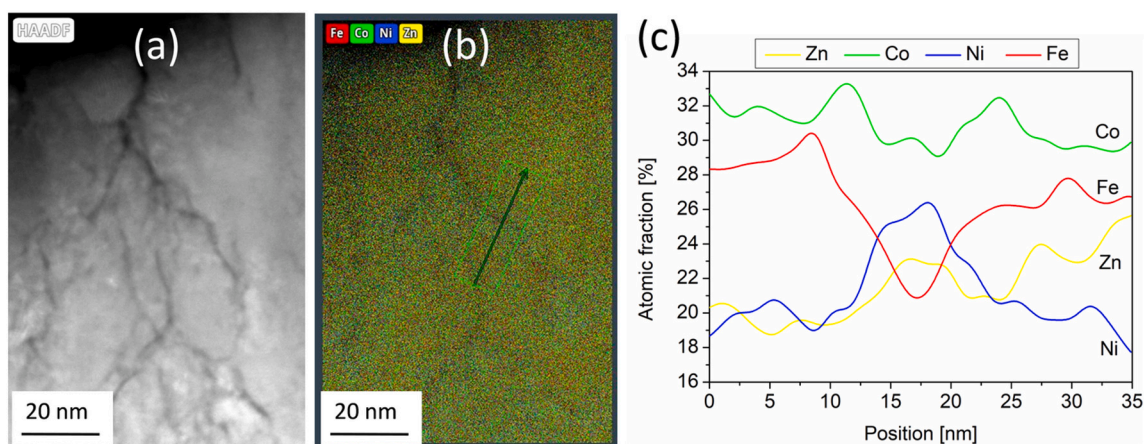 HAADF
(a)
20 nm
Fe Co Ni Zn
(b)
20 nm
(c)
Zn Co Ni Fe
34
32
30
28
26
24
22
20
18
16
Atomic fraction [%]
Co
Fe
Zn
Ni
0 5 10 15 20 25 30 35
Position [nm]